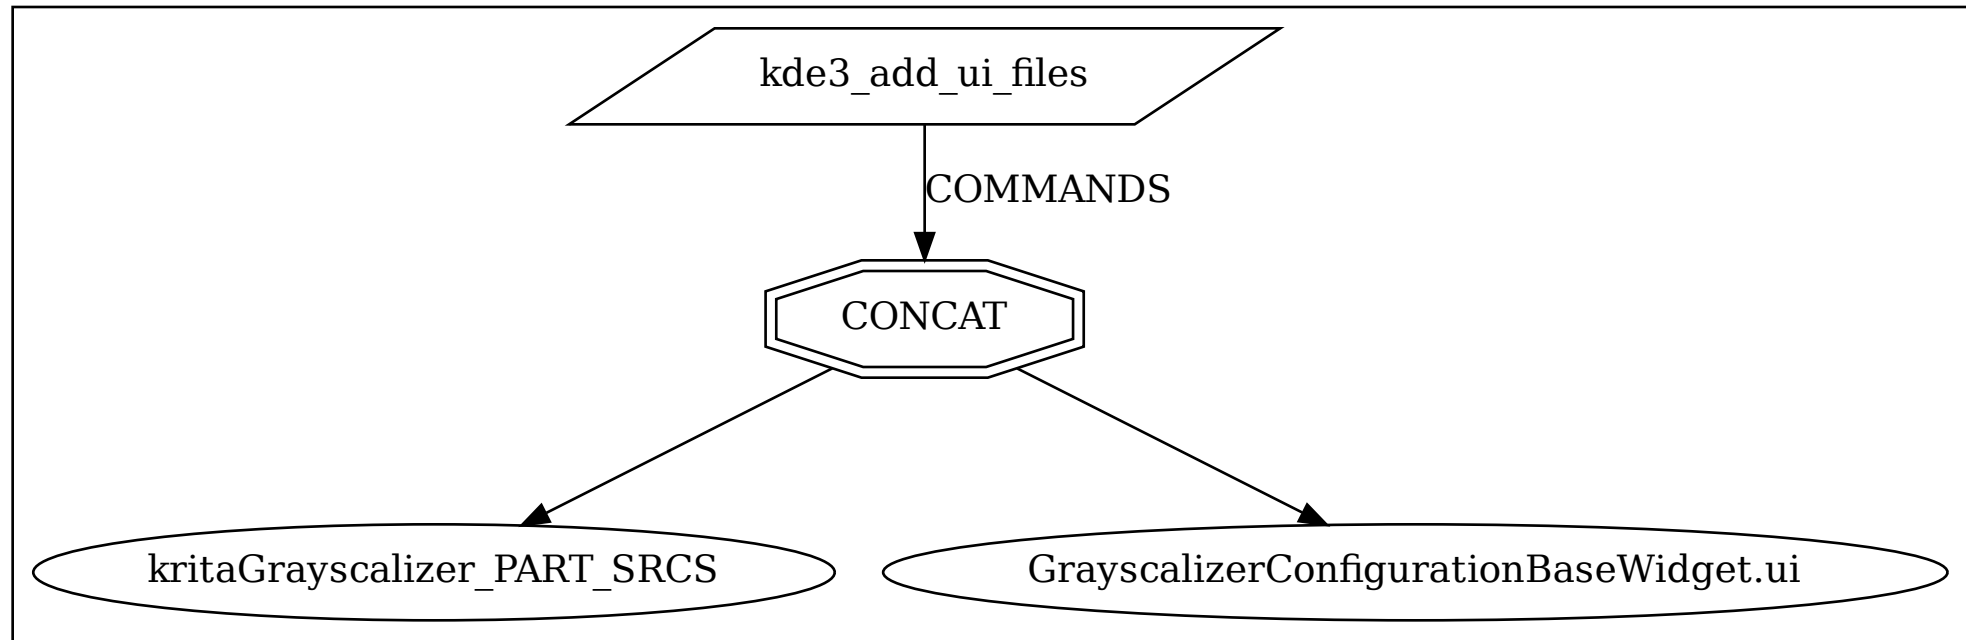 kde3_add_ui_files
COMMANDS
CONCAT
kritaGrayscalizer_PART_SRCS
GrayscalizerConfigurationBaseWidget.ui